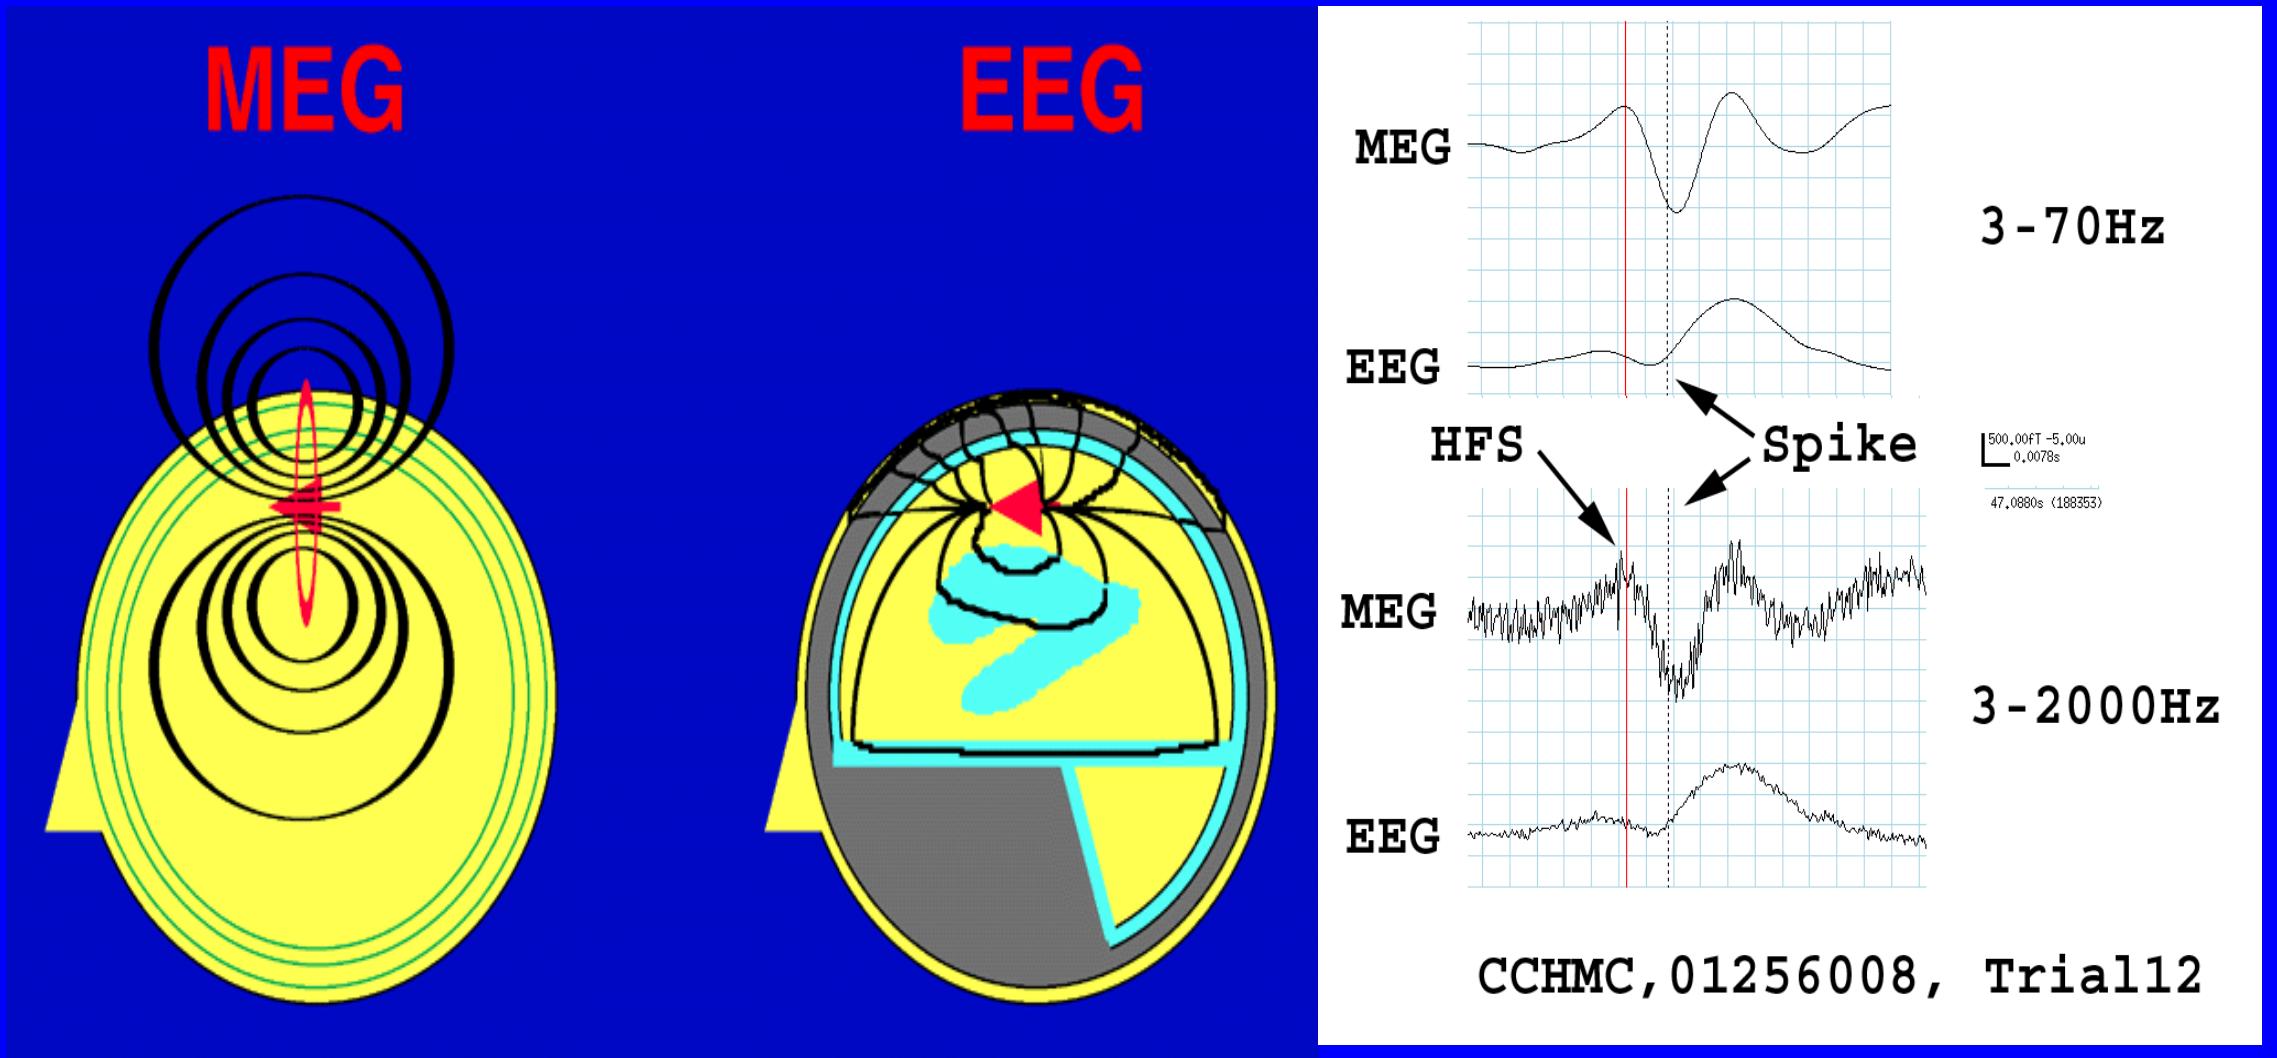 MEG
EEG
MEG
3-70Hz
EEG
HFS
Spike
500.00fT -5.00u
0.0078s
47.0880s (188353)
MEG
3-2000Hz
EEG
CCHMC,01256008, Trial12